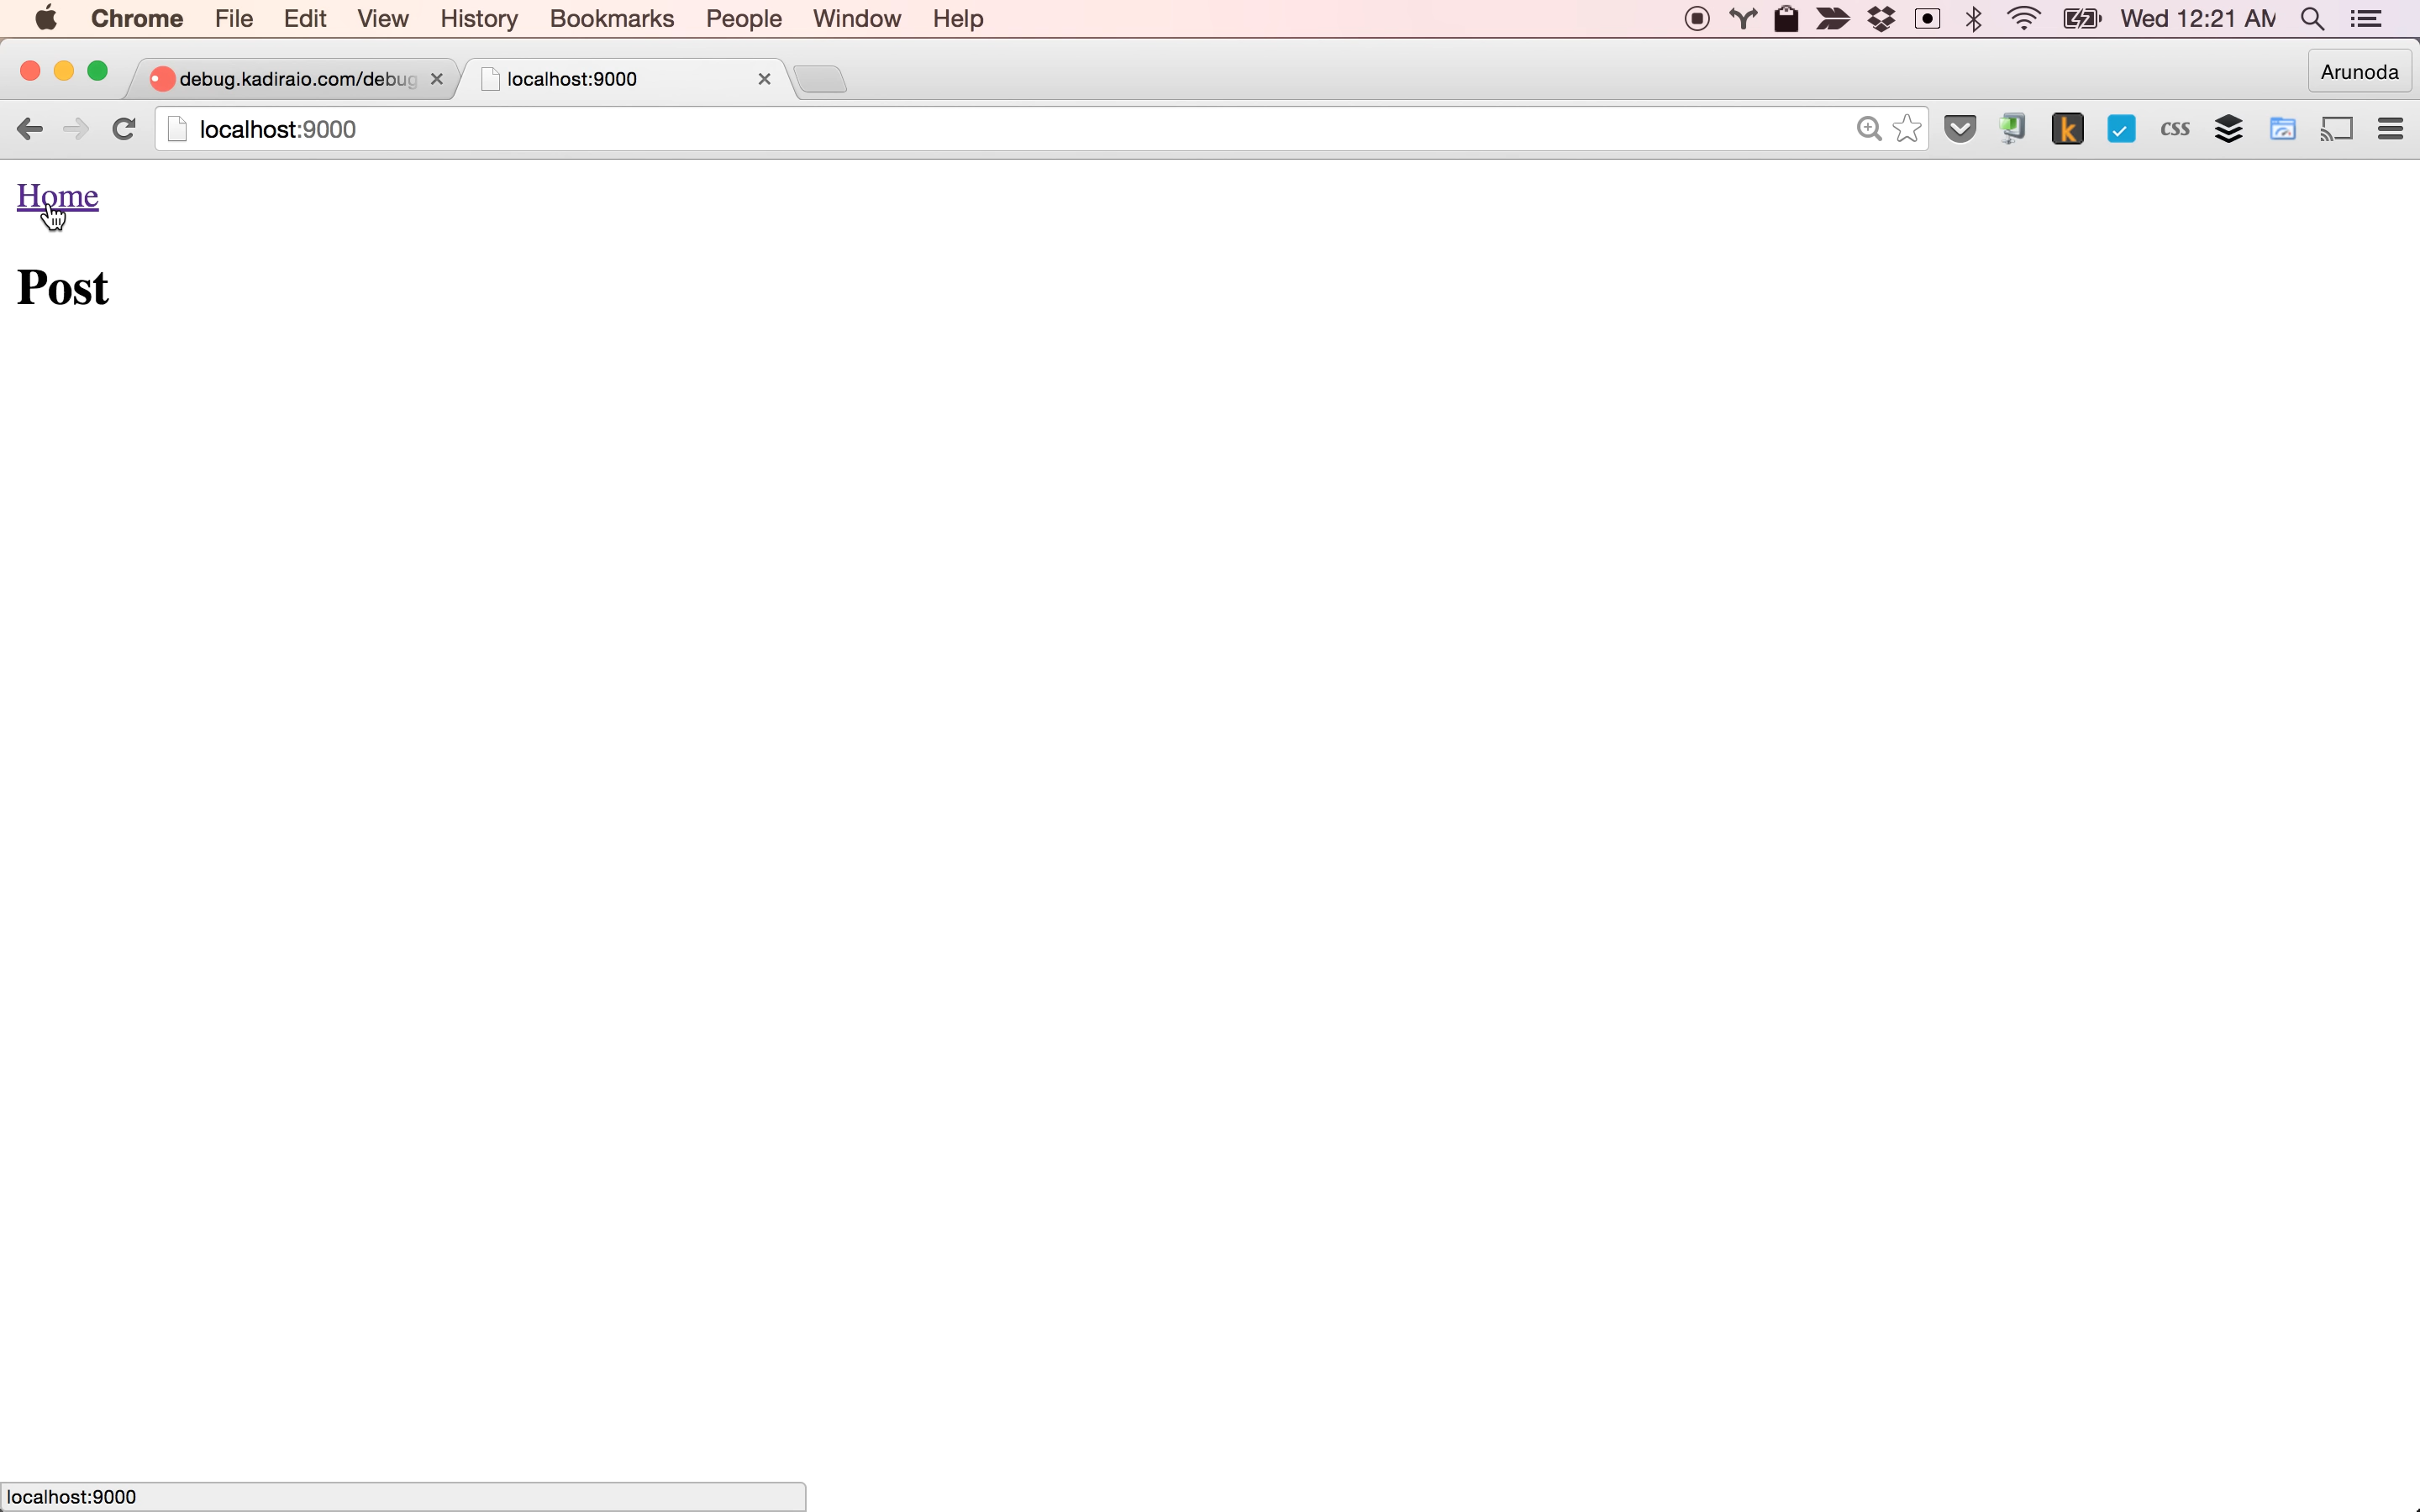 Chrome File Edit View History Bookmarks People Window Help Wed 12:21 AM
debug.kadiraio.com/debug localhost:9000 Arunoda
localhost:9000 css
Home
Post
localhost:9000